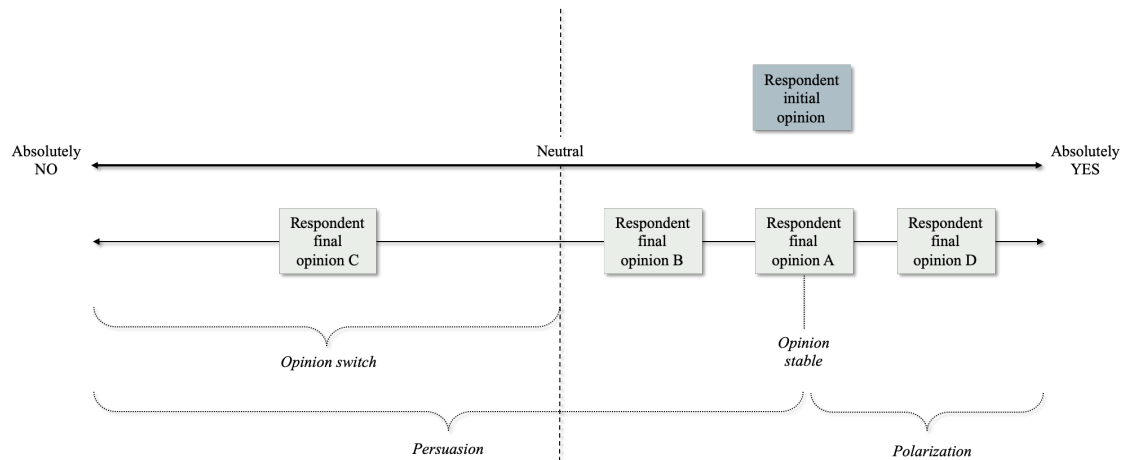 Respondent
initial
opinion
Absolutely
NO
Neutral
Absolutely
YES
Respondent
final
opinion C
Respondent
final
opinion B
Respondent
final
opinion A
Respondent
final
opinion D
Opinion switch
Opinion
stable
Persuasion
Polarization